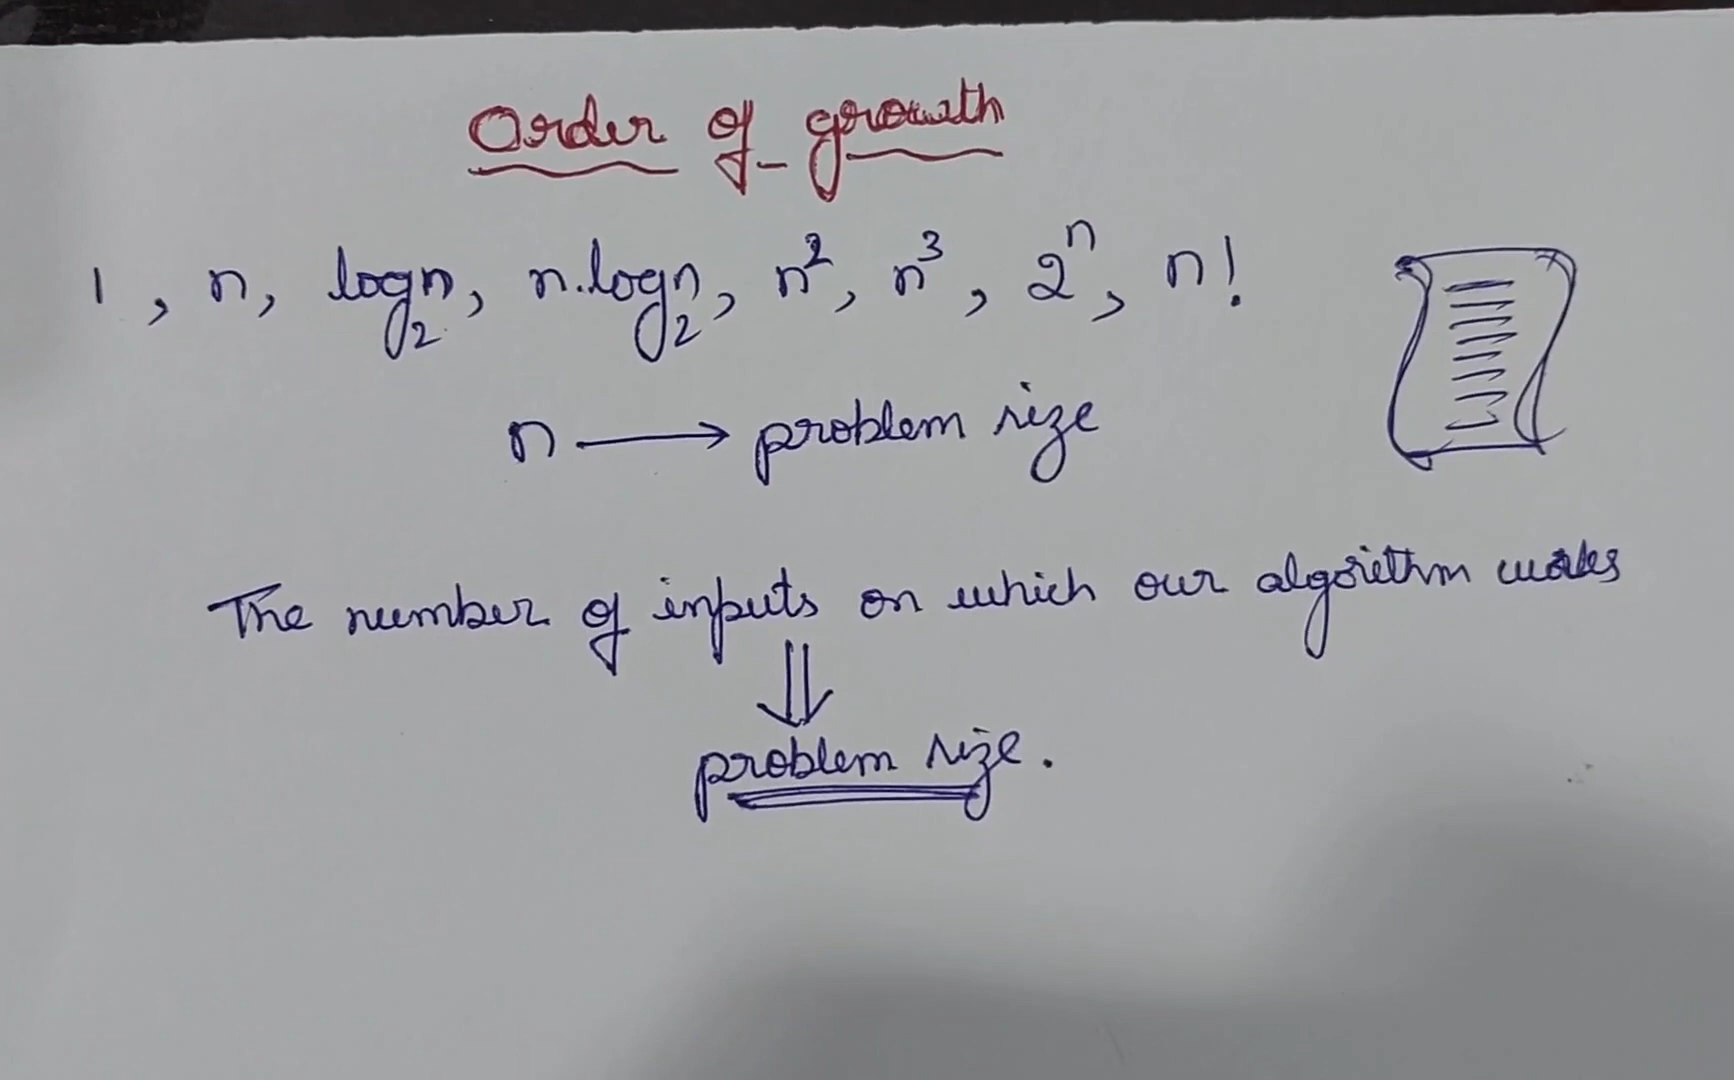 Order of growth
1, n, log₂n, n.log₂n, n², n³, 2ⁿ, n!
n → problem size
The number of inputs on which our algorithm works
⇓
problem size.